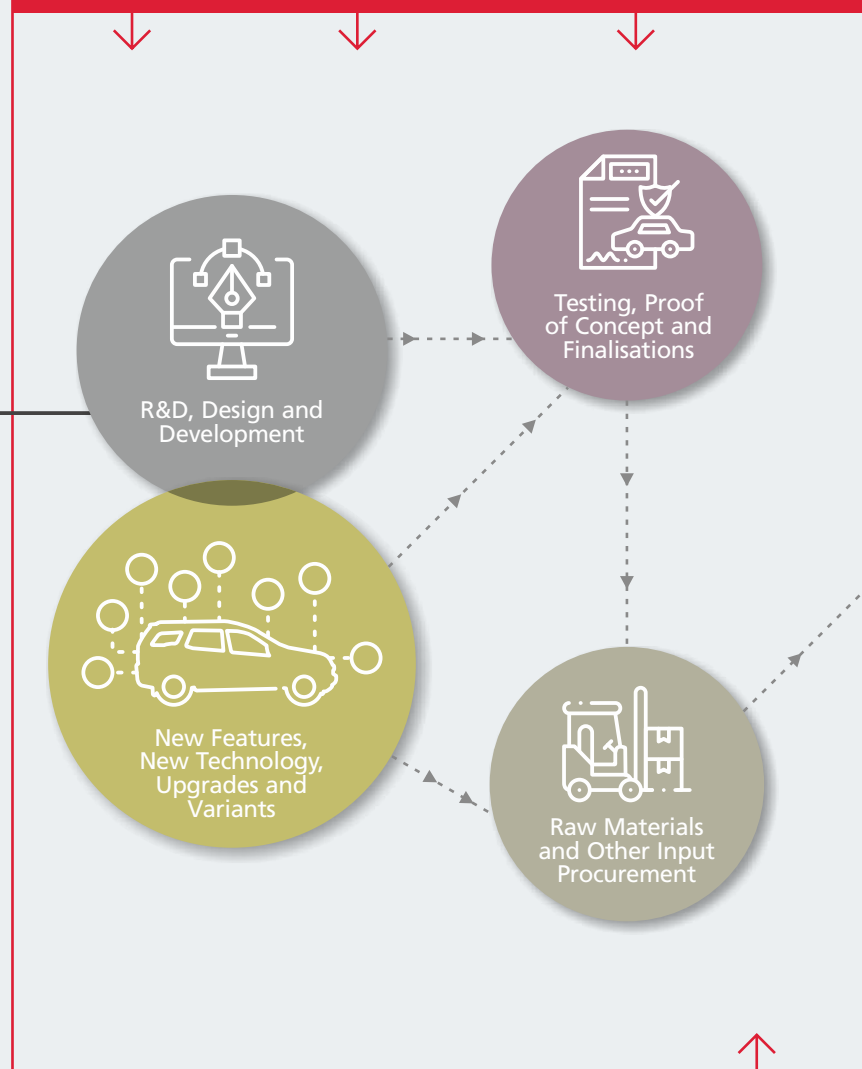 Testing, Proof
of Concept and
Finalisations
R&D, Design and
Development
New Features,
New Technology,
Upgrades and
Variants
Raw Materials
and Other Input
Procurement